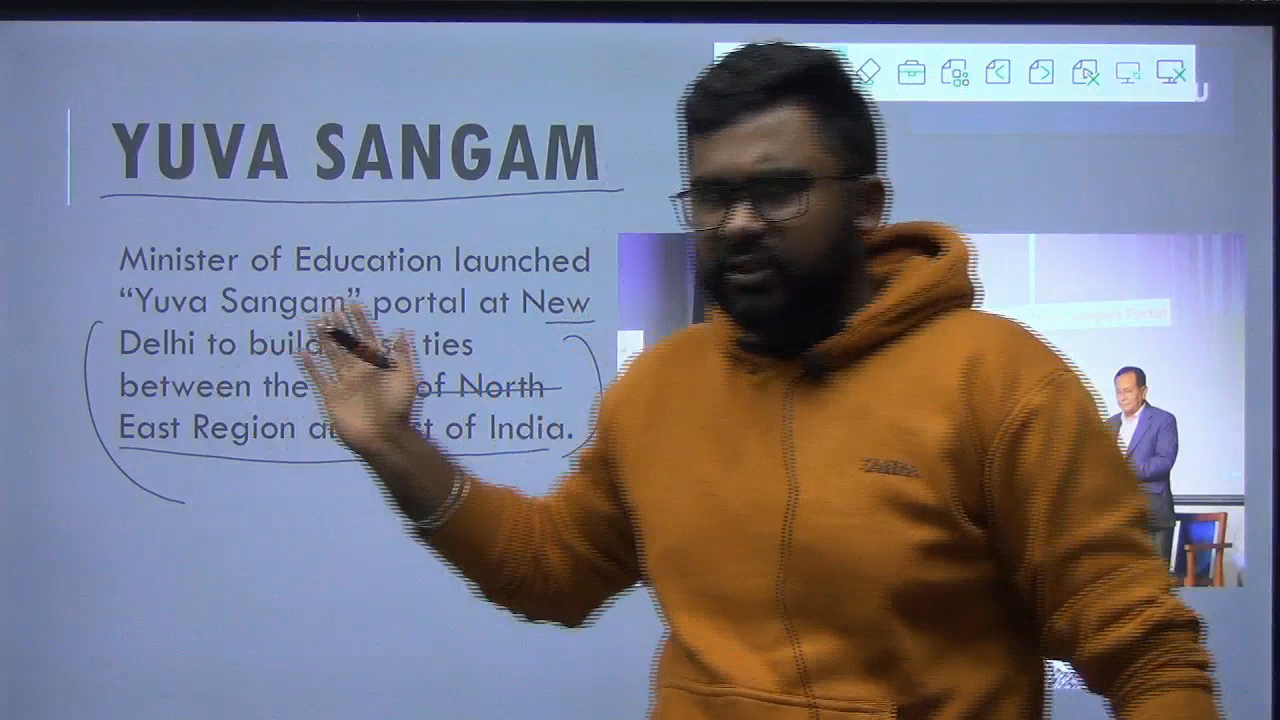 YUVA SANGAM
Minister of Education launched
“Yuva Sangam” portal at New
Delhi to build ties
between the of North
East Region of India.
Portal
U